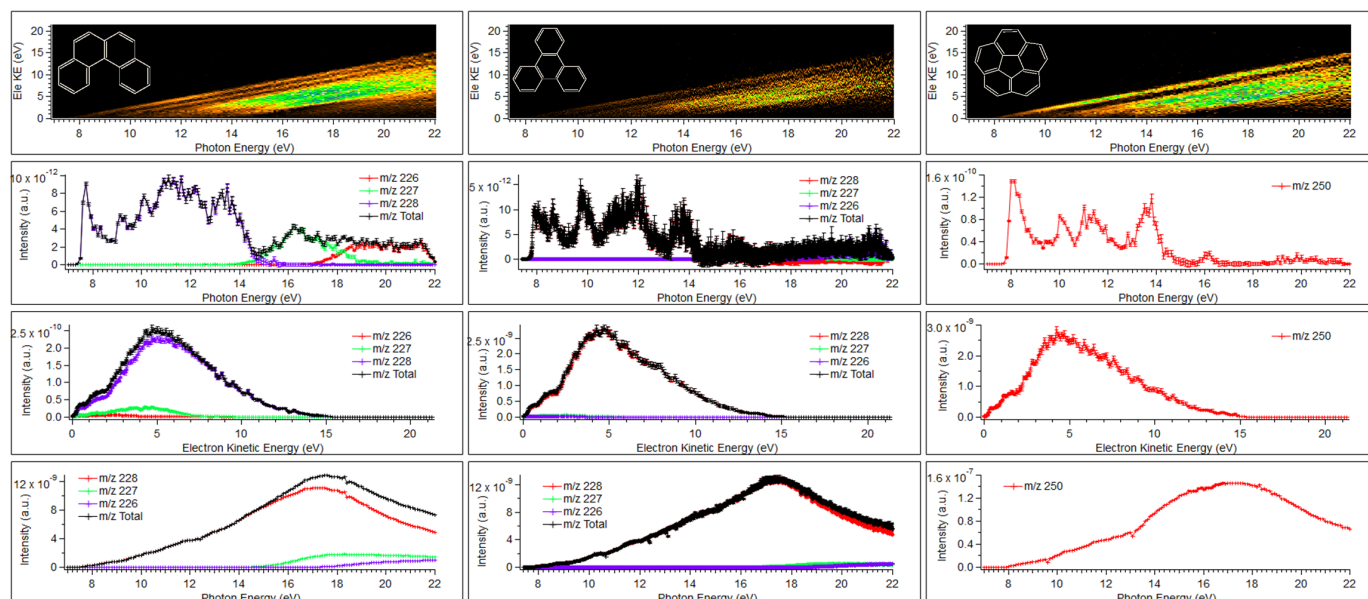 Ele KE (eV)
20
15
10
5
0
8 10 12 14 16 18 20 22
Photon Energy (eV)
Ele KE (eV)
20
15
10
5
0
8 10 12 14 16 18 20 22
Photon Energy (eV)
Ele KE (eV)
20
15
10
5
0
8 10 12 14 16 18 20 22
Photon Energy (eV)
Intensity (a.u.)
10 x 10-12
8
6
4
2
0
m/z 226
m/z 227
m/z 228
m/z Total
8 10 12 14 16 18 20 22
Photon Energy (eV)
Intensity (a.u.)
5 x 10-12
4
3
2
1
0
m/z 228
m/z 227
m/z 226
m/z Total
8 10 12 14 16 18 20 22
Photon Energy (eV)
Intensity (a.u.)
1.6 x 10-10
1.2
0.8
0.4
0.0
m/z 250
8 10 12 14 16 18 20 22
Photon Energy (eV)
Intensity (a.u.)
2.5 x 10-10
2.0
1.5
1.0
0.5
0.0
m/z 226
m/z 227
m/z 228
m/z Total
0 5 10 15 20
Electron Kinetic Energy (eV)
Intensity (a.u.)
2.5 x 10-9
2.0
1.5
1.0
0.5
0.0
m/z 228
m/z 227
m/z 226
m/z Total
0 5 10 15 20
Electron Kinetic Energy (eV)
Intensity (a.u.)
3.0 x 10-9
2.0
1.0
0.0
m/z 250
0 5 10 15 20
Electron Kinetic Energy (eV)
Intensity (a.u.)
12 x 10-9
8
4
0
m/z 228
m/z 227
m/z 226
m/z Total
8 10 12 14 16 18 20 22
Photon Energy (eV)
Intensity (a.u.)
12 x 10-9
8
4
0
m/z 228
m/z 227
m/z 226
m/z Total
8 10 12 14 16 18 20 22
Photon Energy (eV)
Intensity (a.u.)
1.6 x 10-7
1.2
0.8
0.4
0.0
m/z 250
8 10 12 14 16 18 20 22
Photon Energy (eV)